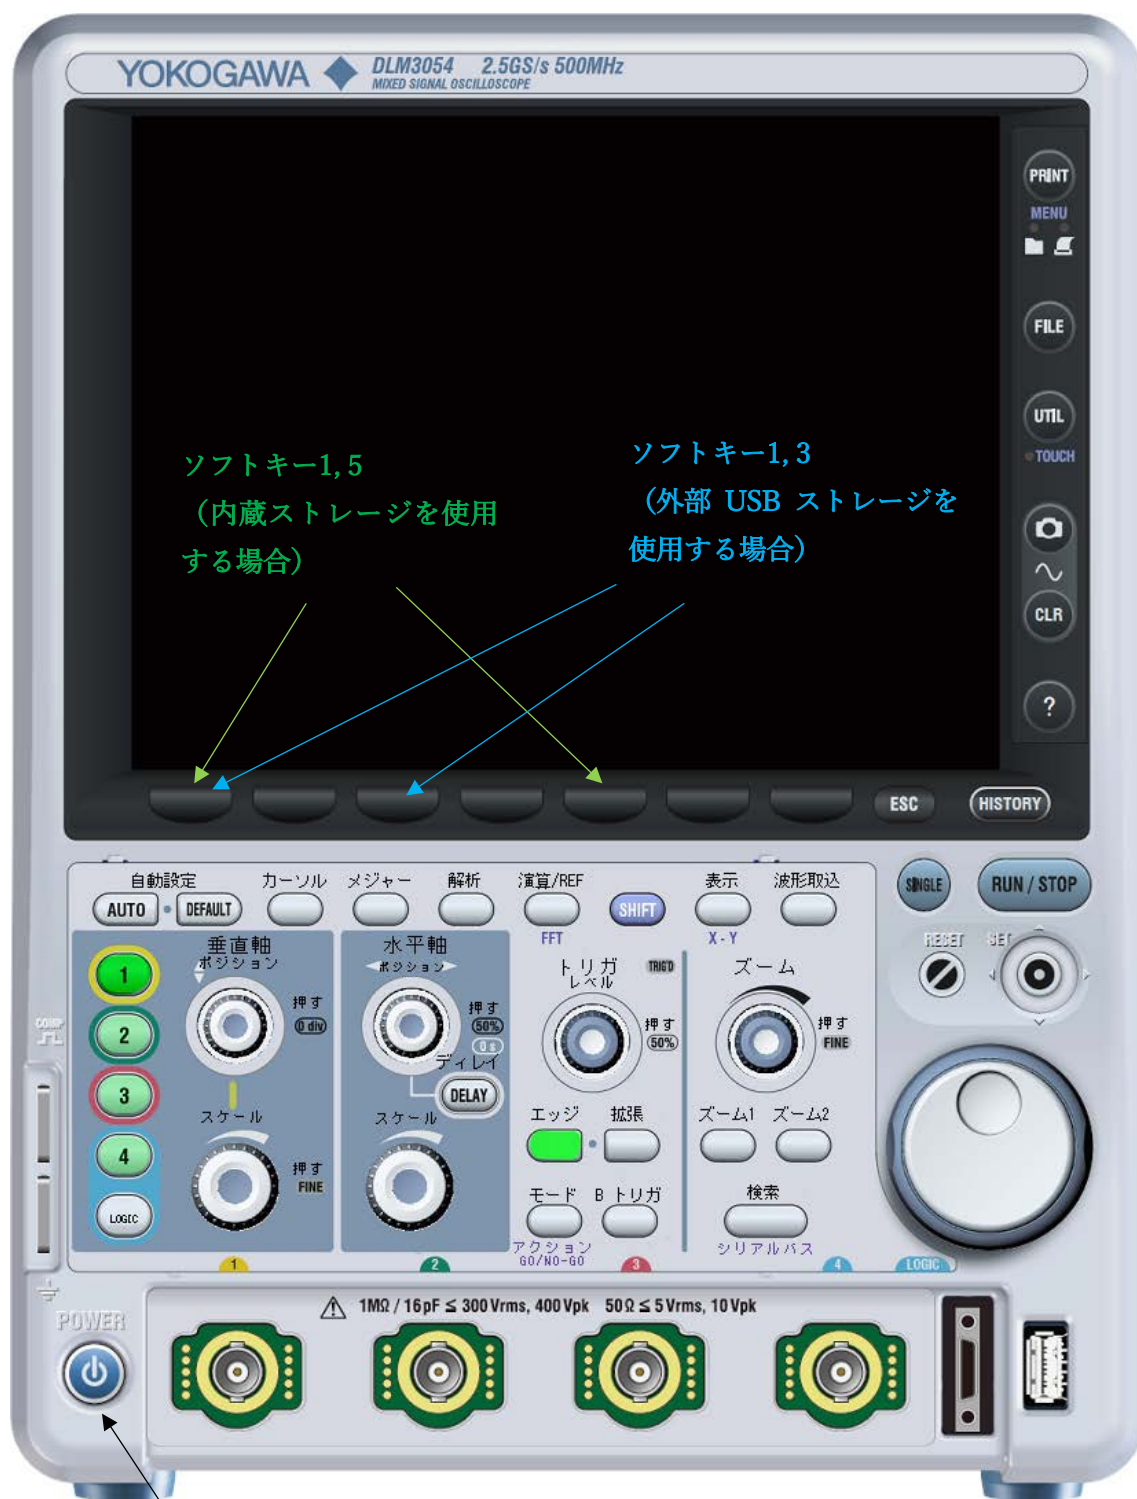 YOKOGAWA ◆ DLM3054 2.5GS/s 500MHz
MIXED SIGNAL OSCILLOSCOPE
PRINT
MENU
FILE
UTIL
TOUCH
CLR
?
ソフトキー1, 5
（内蔵ストレージを使用
する場合）
ソフトキー1, 3
（外部 USB ストレージを
使用する場合）
ESC
HISTORY
自動設定
カーソル
メジャー
解析
演算/REF
表示
波形取込
AUTO
DEFAULT
SHIFT
FFT
X - Y
SINGLE
RUN / STOP
RESET
SET
垂直軸
ポジション
押す
0 div
水平軸
ポジション
押す
50%
0 s
ディレイ
DELAY
トリガ
レベル
TRIG'D
押す
50%
ズーム
押す
FINE
1
2
3
4
LOGIC
スケール
押す
FINE
スケール
エッジ
拡張
ズーム1
ズーム2
モード
B トリガ
検索
アクション
GO/NO-GO
シリアルバス
COMP
1
2
3
4
LOGIC
POWER
1MΩ / 16pF ≤ 300 Vrms, 400 Vpk 50Ω ≤ 5 Vrms, 10 Vpk